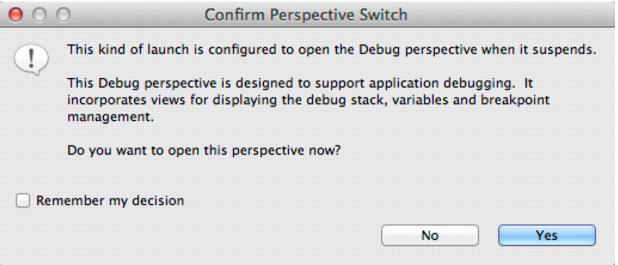 Confirm Perspective Switch
This kind of launch is configured to open the Debug perspective when it suspends.
This Debug perspective is designed to support application debugging.  It
incorporates views for displaying the debug stack, variables and breakpoint
management.
Do you want to open this perspective now?
Remember my decision
No
Yes